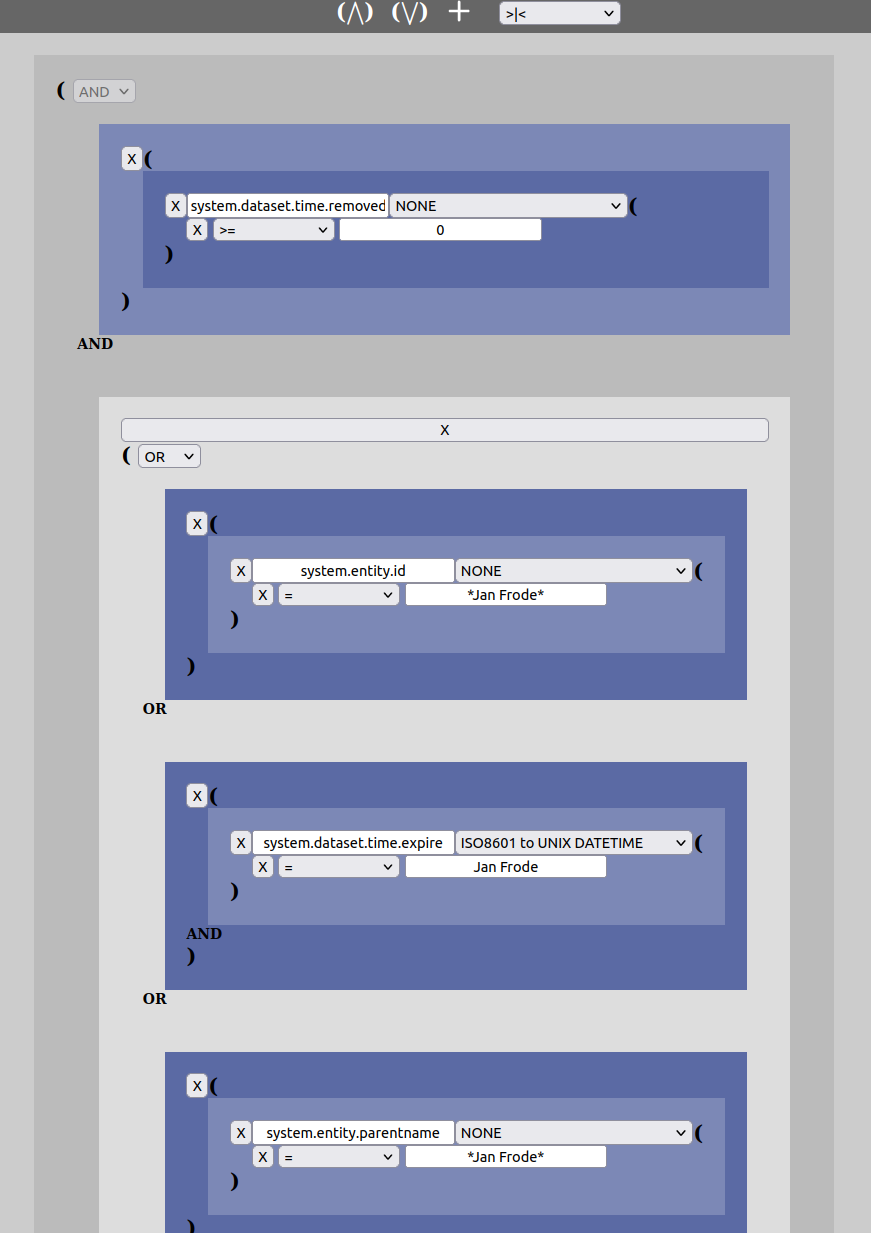 (/\) (\/) + >|<
( AND
X (
X system.dataset.time.removed NONE (
X >= 0
)
)
AND
X
( OR
X (
X system.entity.id NONE (
X = *Jan Frode*
)
)
OR
X (
X system.dataset.time.expire ISO8601 to UNIX DATETIME (
X = Jan Frode
)
AND
)
OR
X (
X system.entity.parentname NONE (
X = *Jan Frode*
)
)